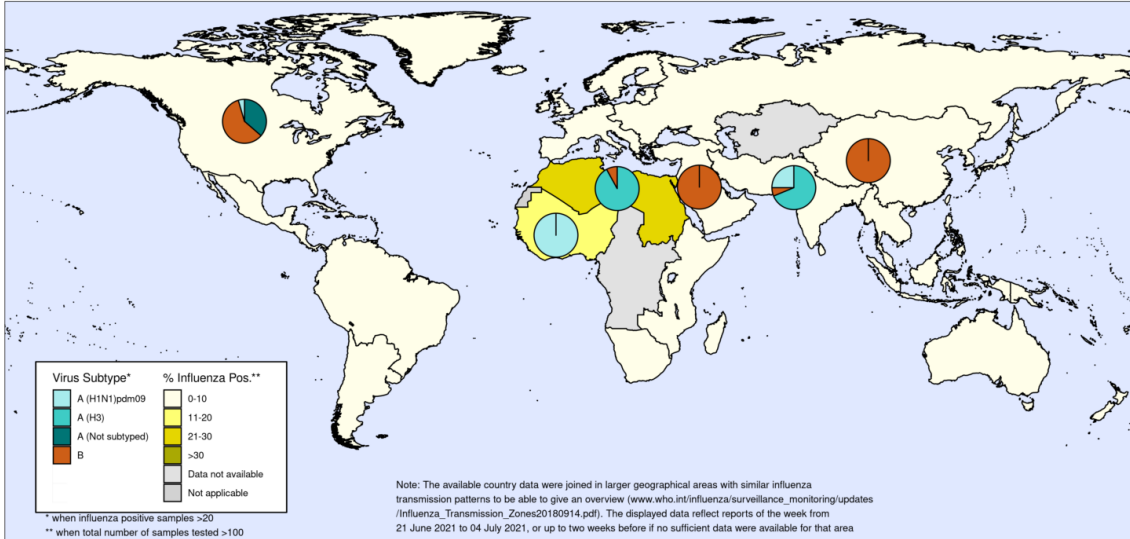 Virus Subtype*
A (H1N1)pdm09
A (H3)
A (Not subtyped)
B
% Influenza Pos.**
0-10
11-20
21-30
>30
Data not available
Not applicable
* when influenza positive samples >20
** when total number of samples tested >100
Note: The available country data were joined in larger geographical areas with similar influenza
transmission patterns to be able to give an overview (www.who.int/influenza/surveillance_monitoring/updates
/Influenza_Transmission_Zones20180914.pdf). The displayed data reflect reports of the week from
21 June 2021 to 04 July 2021, or up to two weeks before if no sufficient data were available for that area